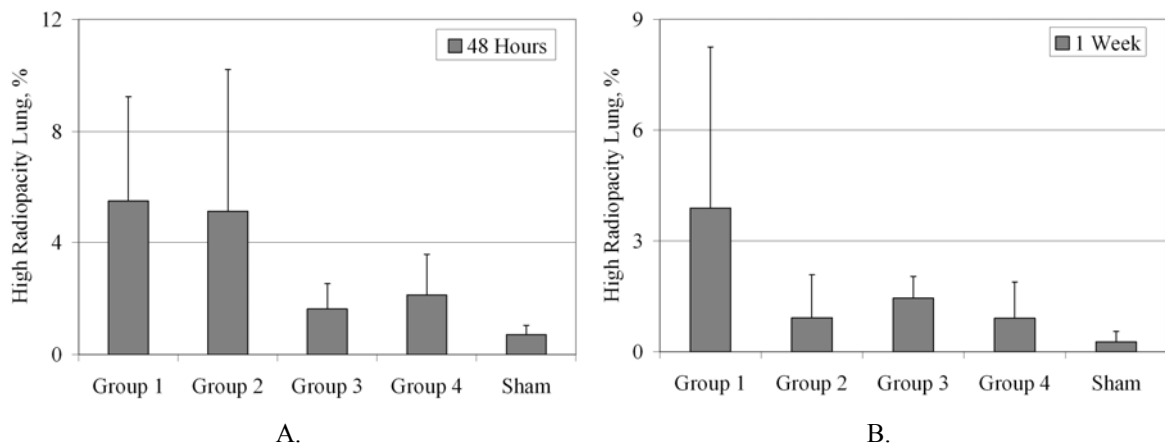 High Radiopacity Lung, %
12
8
4
0
48 Hours
Group 1 Group 2 Group 3 Group 4 Sham
A.
High Radiopacity Lung, %
9
6
3
0
1 Week
Group 1 Group 2 Group 3 Group 4 Sham
B.